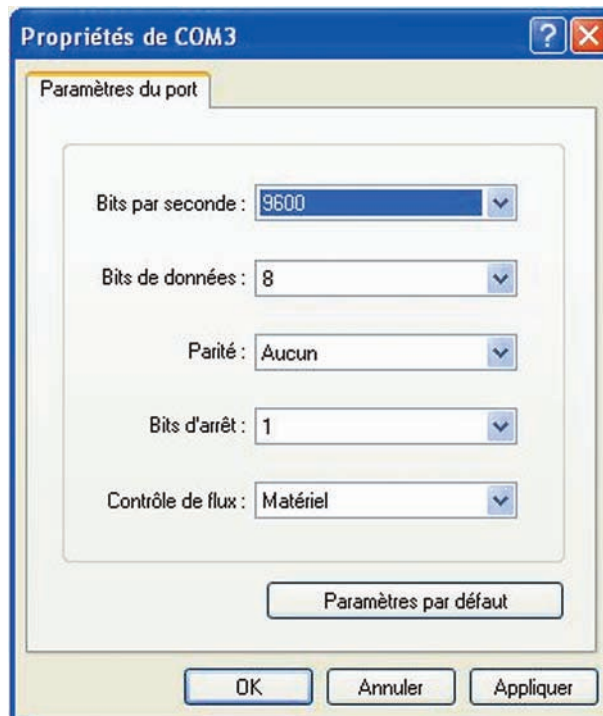 Propriétés de COM3
Paramètres du port
Bits par seconde : 9600
Bits de données : 8
Parité : Aucun
Bits d'arrêt : 1
Contrôle de flux : Matériel
Paramètres par défaut
OK Annuler Appliquer